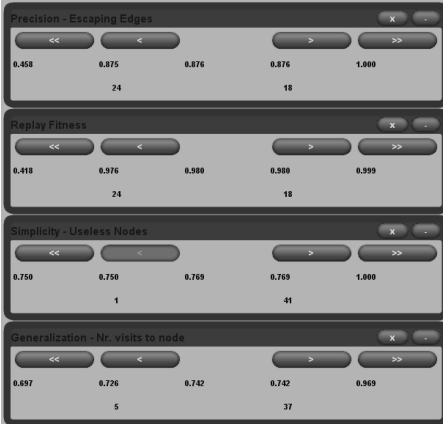 Precision - Escaping Edges x -
<< < > >>
0.458 0.875 0.876 0.876 1.000
24 18
Replay Fitness x -
<< < > >>
0.418 0.976 0.980 0.980 0.999
24 18
Simplicity - Useless Nodes x -
<< < > >>
0.750 0.750 0.769 0.769 1.000
1 41
Generalization - Nr. visits to node x -
<< < > >>
0.697 0.726 0.742 0.742 0.969
5 37